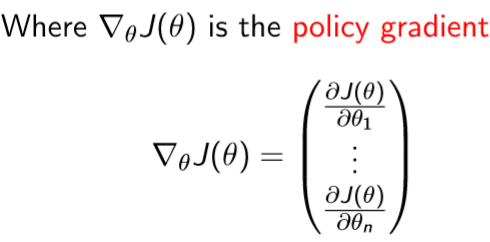 Where ∇θJ(θ) is the policy gradient
∇θJ(θ) = (∂J(θ)/∂θ1 ⋮ ∂J(θ)/∂θn)